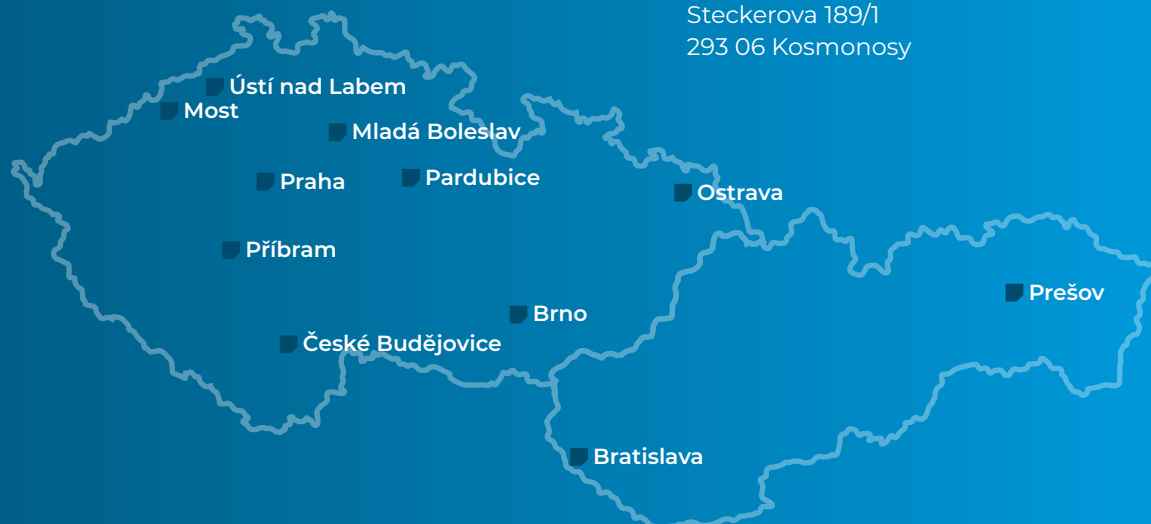 Steckerova 189/1
293 06 Kosmonosy
Ústí nad Labem
Most
Mladá Boleslav
Praha
Pardubice
Ostrava
Příbram
Prešov
Brno
České Budějovice
Bratislava